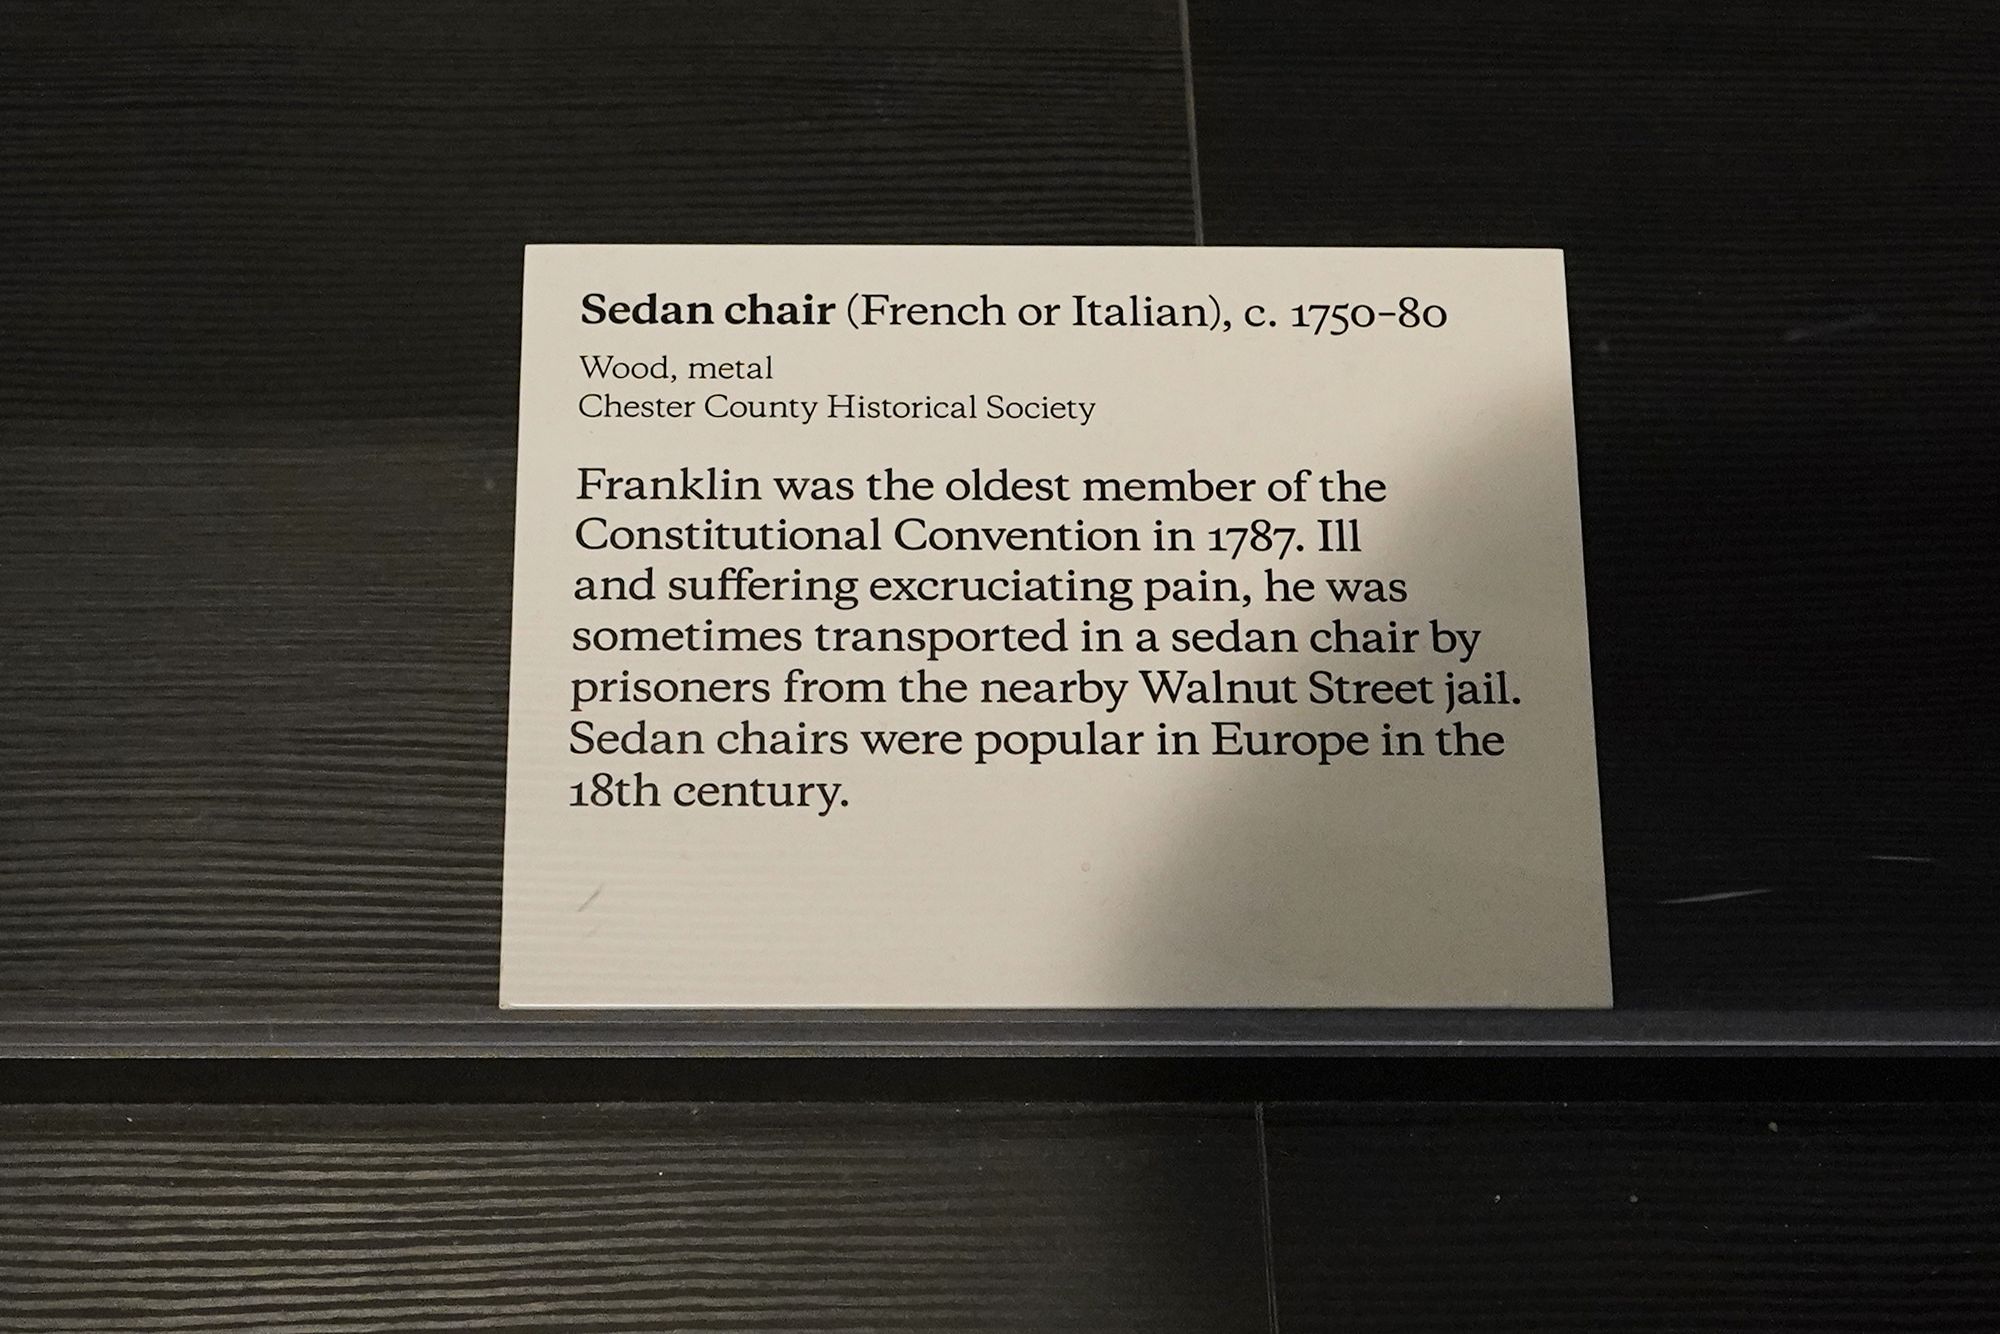 Sedan chair (French or Italian), c. 1750–80
Wood, metal
Chester County Historical Society
Franklin was the oldest member of the
Constitutional Convention in 1787. Ill
and suffering excruciating pain, he was
sometimes transported in a sedan chair by
prisoners from the nearby Walnut Street jail.
Sedan chairs were popular in Europe in the
18th century.